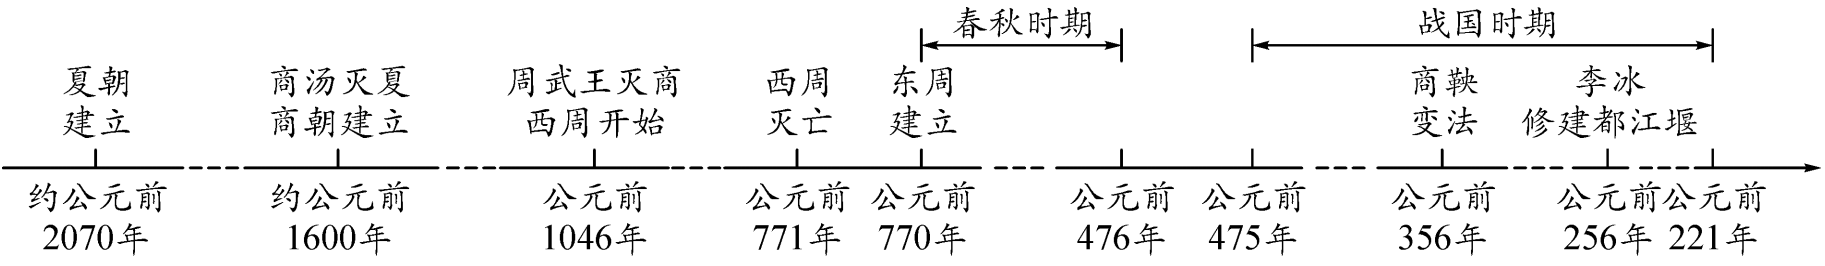 春秋时期 战国时期
夏朝 商汤灭夏 周武王灭商 西周 东周 商鞅 李冰
建立 商朝建立 西周开始 灭亡 建立 变法 修建都江堰
约公元前 约公元前 公元前 公元前 公元前 公元前 公元前 公元前 公元前 公元前
2070年 1600年 1046年 771年 770年 476年 475年 356年 256年 221年